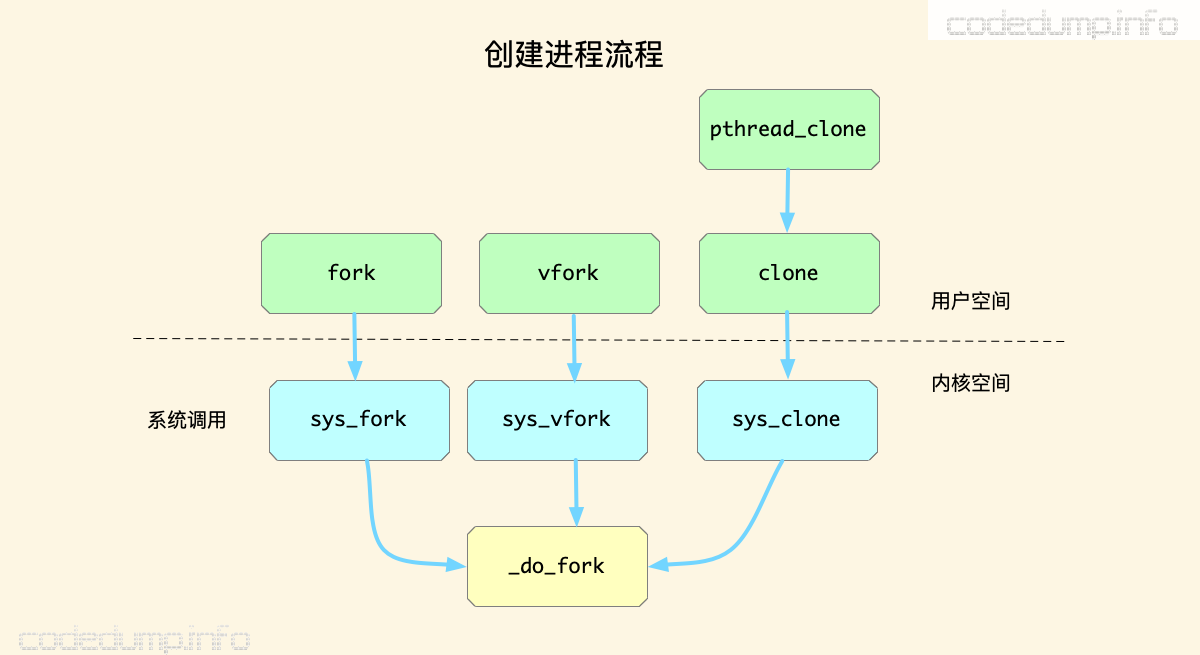 codedump.info
创建进程流程
pthread_clone
fork
vfork
clone
用户空间
内核空间
系统调用
sys_fork
sys_vfork
sys_clone
_do_fork
codedump.info